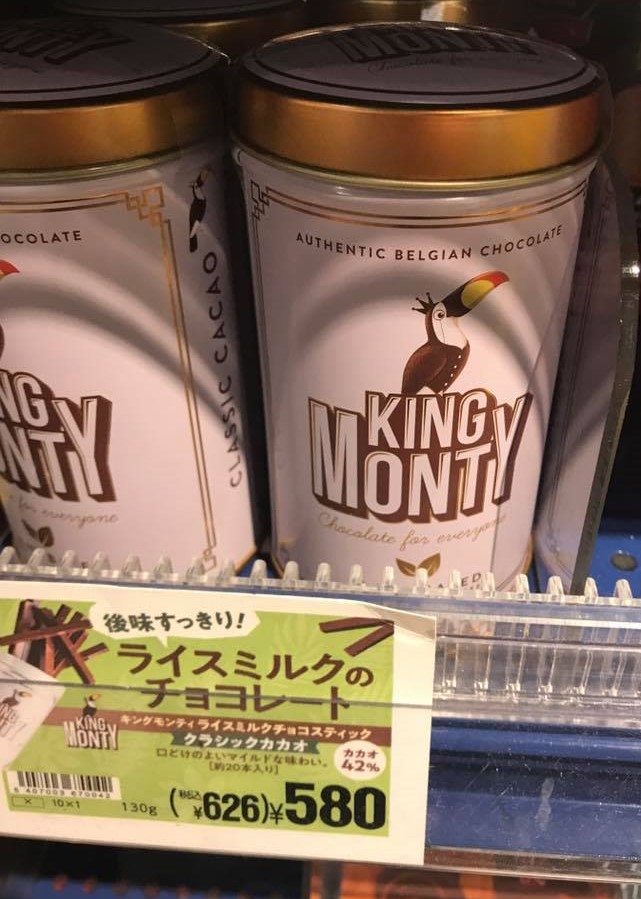 MONTY
OCOLATE
NG
NTY
for everyone
CLASSIC CACAO
AUTHENTIC BELGIAN CHOCOLATE
KING
MONTY
Chocolate for everyone
後味すっきり!
ライスミルクの
チョコレート
KING
MONTY
キングモンティライスミルクチョコスティック
クラシックカカオ
口どけのよいマイルドな味わい。
[約20本入り]
カカオ
42%
10×1
130g (税込¥626)¥580